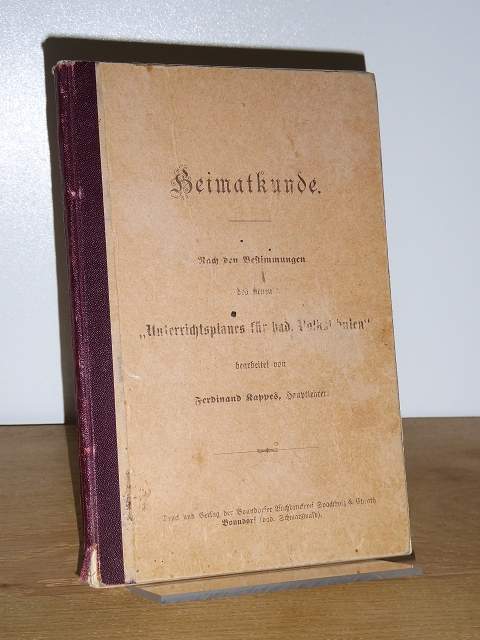 Heimatkunde.
Nach den Bestimmungen
des neuen
„Unterrichtsplanes für bad. Volksschulen“
bearbeitet von
Ferdinand Kappes, Hauptlehrer.
Druck und Verlag der Bonndorfer Buchdruckerei Spachholz &
Bonndorf (bad. Schwarzwald).